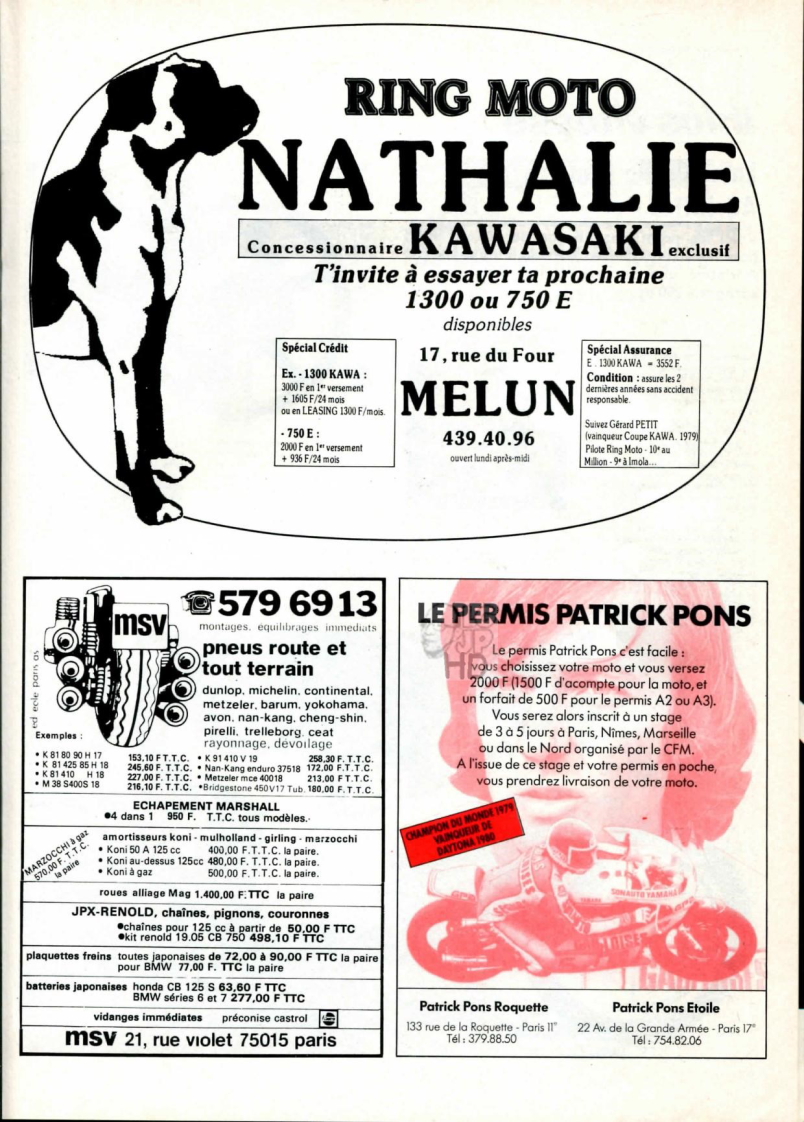 RING MOTO
NATHALIE
Concessionnaire KAWASAKI exclusif
T'invite à essayer ta prochaine
1300 ou 750 E
disponibles
Spécial Crédit
Ex. - 1300 KAWA :
3000 F en 1er versement
+ 1605 F/24 mois
ou en LEASING 1300 F/mois.
- 750 E :
2000 F en 1er versement
+ 936 F/24 mois
17, rue du Four
MELUN
439.40.96
ouvert lundi après-midi
Spécial Assurance
E . 1300 KAWA = 3552 F.
Condition : assure les 2
dernières années sans accident
responsable.
Suivez Gérard PETIT
(vainqueur Coupe KAWA. 1979)
Pilote Ring Moto - 10e au
Million - 9e à Imola...
msv
☎ 579 69 13
montages, équilibrages immediats
pneus route et
tout terrain
dunlop, michelin, continental,
metzeler, barum, yokohama,
avon, nan-kang, cheng-shin,
pirelli, trelleborg, ceat
rayonnage, dévoilage
Exemples :
• K 81 80 90 H 17 153,10 F T.T.C.
• K 81 425 85 H 18 245,60 F. T.T.C.
• K 81 410 H 18 227,00 F. T.T.C.
• M 38 S400S 18 216,10 F. T.T.C.
• K 91 410 V 19 258,30 F. T.T.C.
• Nan-Kang enduro 37518 172,00 F. T.T.C.
• Metzeler mce 40018 213,00 F T.T.C.
•Bridgestone 450V17 Tub. 180,00 F. T.T.C.
ECHAPEMENT MARSHALL
●4 dans 1 950 F. T.T.C. tous modèles.
MARZOCCHI à gaz
570,00 F. T.T.C.
la paire
amortisseurs koni - mulholland - girling - marzocchi
• Koni 50 A 125 cc 400,00 F.T.T.C. la paire.
• Koni au-dessus 125cc 480,00 F. T.T.C. la paire.
• Koni à gaz 500,00 F. T.T.C. la paire.
roues alliage Mag 1.400,00 F. TTC la paire
JPX-RENOLD, chaînes, pignons, couronnes
●chaînes pour 125 cc à partir de 50,00 F TTC
●kit renold 19.05 CB 750 498,10 F TTC
plaquettes freins toutes japonaises de 72,00 à 90,00 F TTC la paire
pour BMW 77,00 F. TTC la paire
batteries japonaises honda CB 125 S 63,60 F TTC
BMW séries 6 et 7 277,00 F TTC
vidanges immédiates préconise castrol
msv 21, rue violet 75015 paris
LE PERMIS PATRICK PONS
Le permis Patrick Pons c'est facile :
vous choisissez votre moto et vous versez
2000 F (1500 F d'acompte pour la moto, et
un forfait de 500 F pour le permis A2 ou A3).
Vous serez alors inscrit à un stage
de 3 à 5 jours à Paris, Nîmes, Marseille
ou dans le Nord organisé par le CFM.
A l'issue de ce stage et votre permis en poche,
vous prendrez livraison de votre moto.
CHAMPION DU MONDE 1979
VAINQUEUR DE
DAYTONA 1980
SONAUTO YAMAHA
Patrick Pons Roquette
133 rue de la Roquette - Paris 11e
Tél : 379.88.50
Patrick Pons Etoile
22 Av. de la Grande Armée - Paris 17e
Tél : 754.82.06